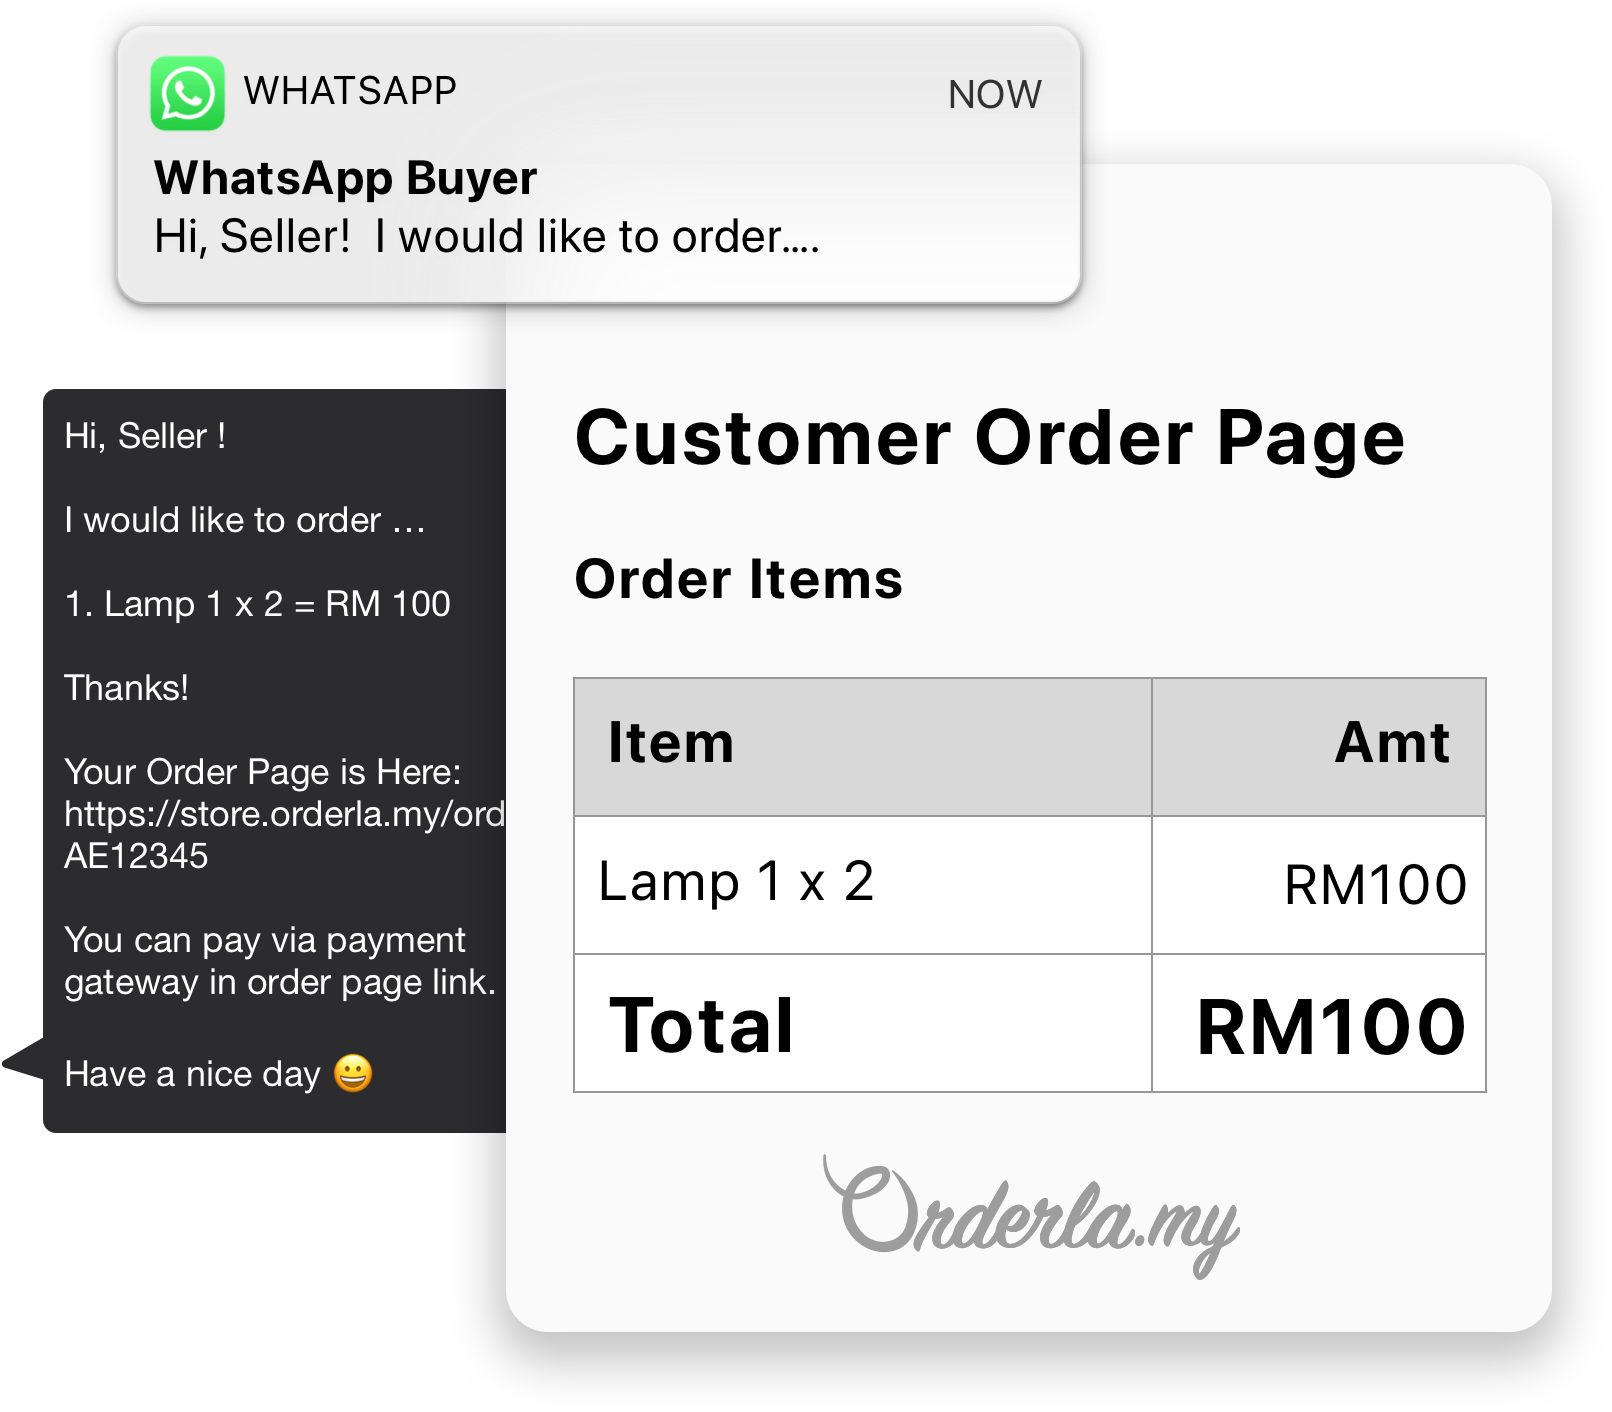 WHATSAPP NOW
WhatsApp Buyer
Hi, Seller! I would like to order....
Hi, Seller !
I would like to order …
1. Lamp 1 x 2 = RM 100
Thanks!
Your Order Page is Here:
https://store.orderla.my/ord
AE12345
You can pay via payment
gateway in order page link.
Have a nice day 😀
Customer Order Page
Order Items
Item Amt
Lamp 1 x 2 RM100
Total RM100
Orderla.my